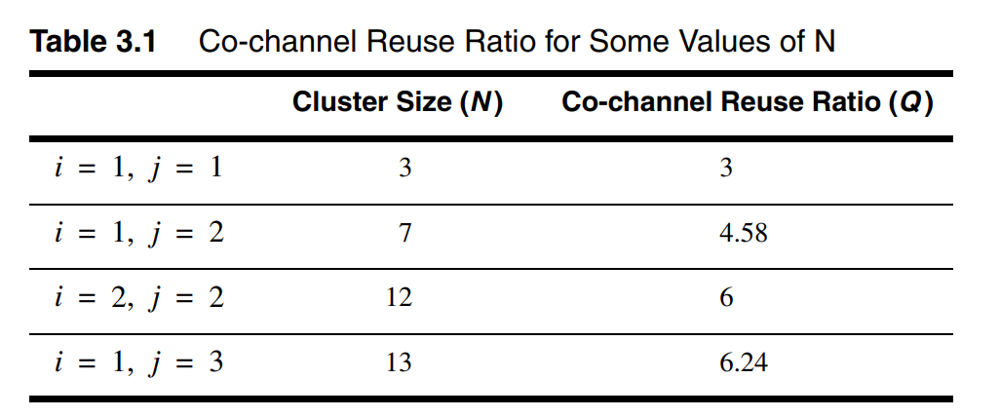 Table 3.1 Co-channel Reuse Ratio for Some Values of N
Cluster Size (N) Co-channel Reuse Ratio (Q)
i = 1, j = 1 3 3
i = 1, j = 2 7 4.58
i = 2, j = 2 12 6
i = 1, j = 3 13 6.24